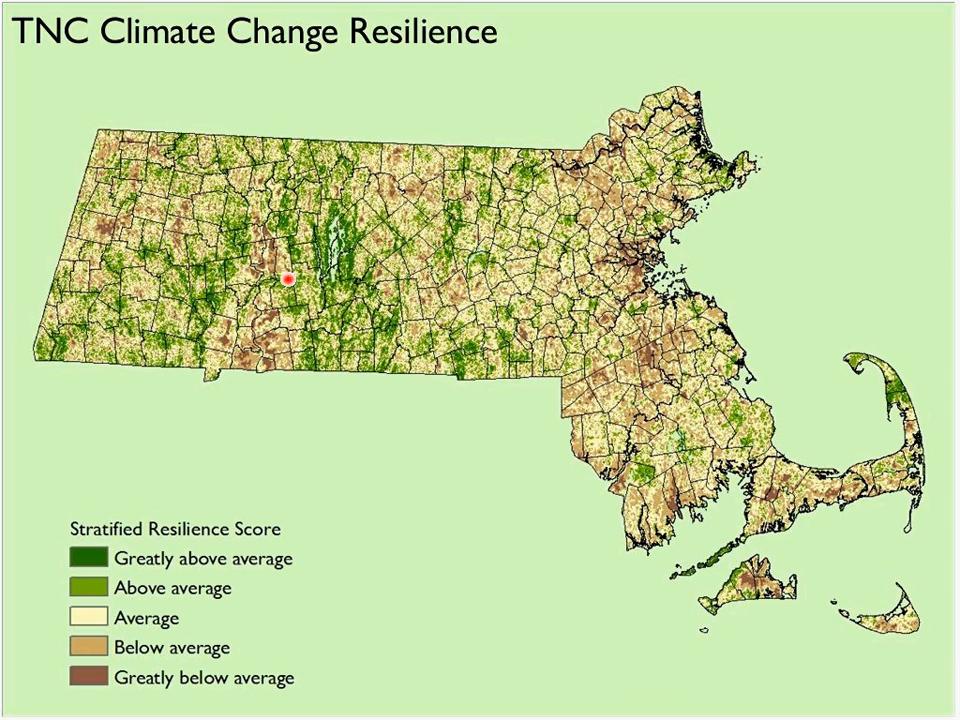 TNC Climate Change Resilience
Stratified Resilience Score
Greatly above average
Above average
Average
Below average
Greatly below average